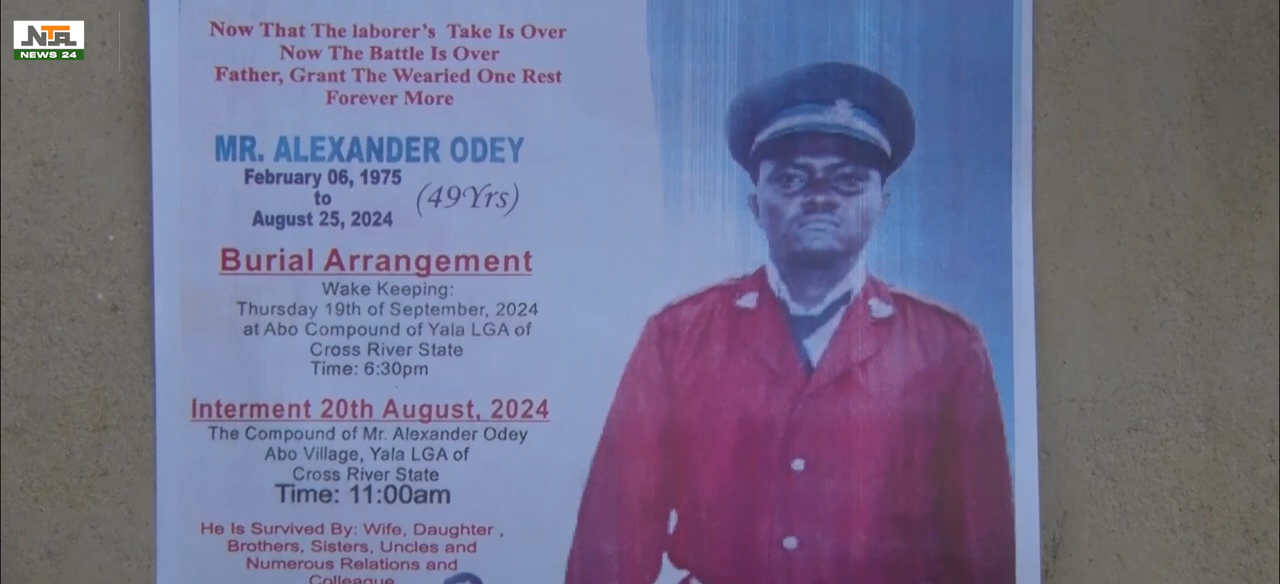 NTA
NEWS 24
Now That The laborer's Take Is Over
Now The Battle Is Over
Father, Grant The Wearied One Rest
Forever More
MR. ALEXANDER ODEY
February 06, 1975
to
August 25, 2024
(49Yrs)
Burial Arrangement
Wake Keeping:
Thursday 19th of September, 2024
at Abo Compound of Yala LGA of
Cross River State
Time: 6:30pm
Interment 20th August, 2024
The Compound of Mr. Alexander Odey
Abo Village, Yala LGA of
Cross River State
Time: 11:00am
He Is Survived By: Wife, Daughter ,
Brothers, Sisters, Uncles and
Numerous Relations and
Colleague